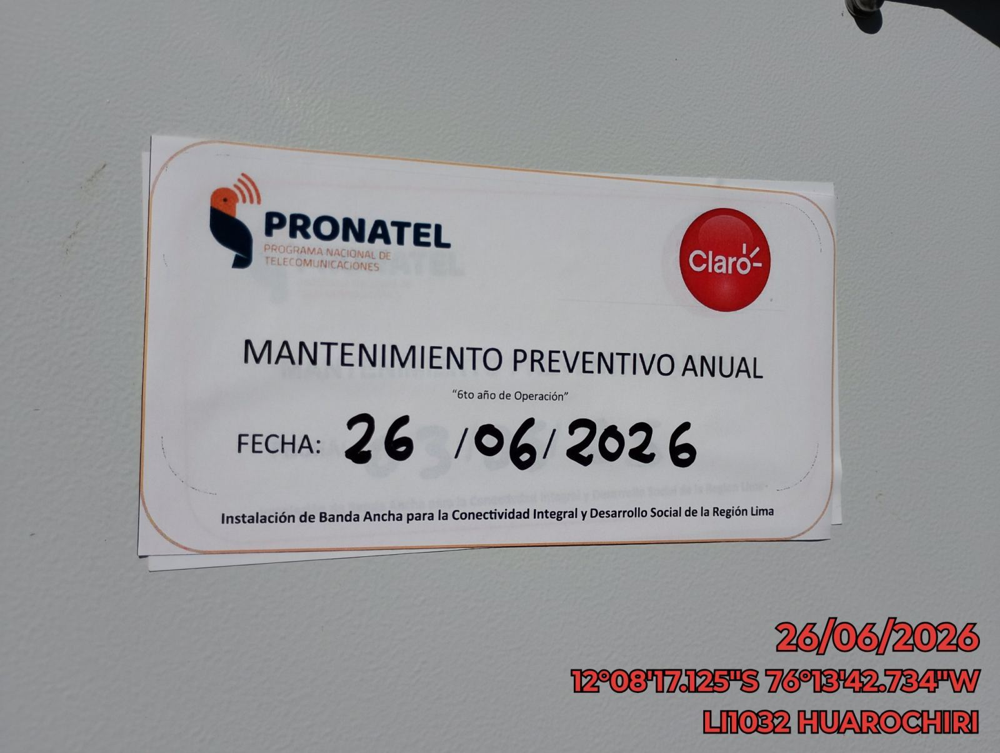 PRONATEL
PROGRAMA NACIONAL DE
TELECOMUNICACIONES
Claro
MANTENIMIENTO PREVENTIVO ANUAL
“6to año de Operación”
FECHA: 26 /06/2026
Instalación de Banda Ancha para la Conectividad Integral y Desarrollo Social de la Región Lima
26/06/2026
12°08'17.125"S 76°13'42.734"W
LI1032 HUAROCHIRI